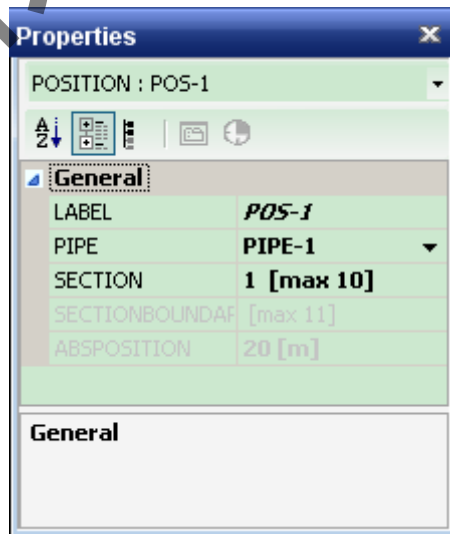 Properties
POSITION : POS-1
General
LABEL POS-1
PIPE PIPE-1
SECTION 1 [max 10]
SECTIONBOUNDAR [max 11]
ABSPOSITION 20 [m]
General